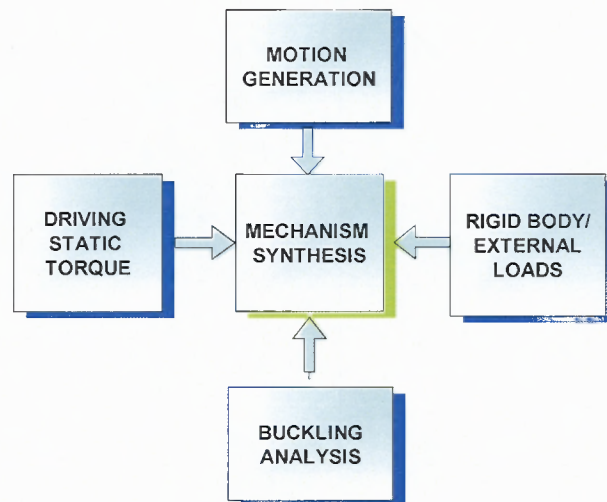 MOTION
GENERATION
DRIVING
STATIC
TORQUE
MECHANISM
SYNTHESIS
RIGID BODY/
EXTERNAL
LOADS
BUCKLING
ANALYSIS